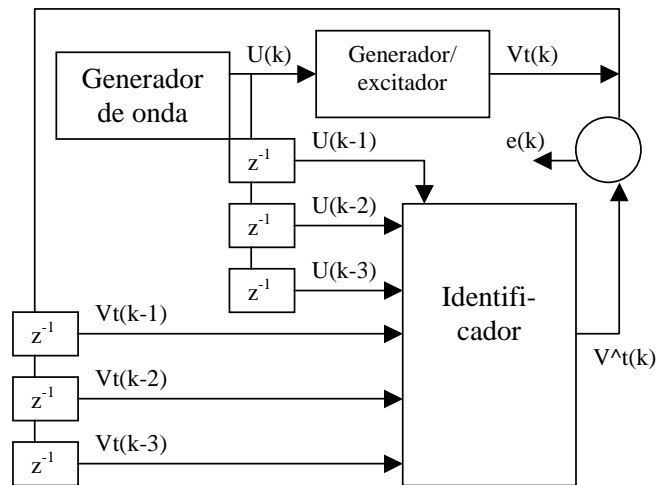 U(k)
Generador/
excitador
Vt(k)
Generador
de onda
z-1
U(k-1)
e(k)
z-1
U(k-2)
z-1
U(k-3)
Identifi-
cador
z-1
Vt(k-1)
V^t(k)
z-1
Vt(k-2)
z-1
Vt(k-3)